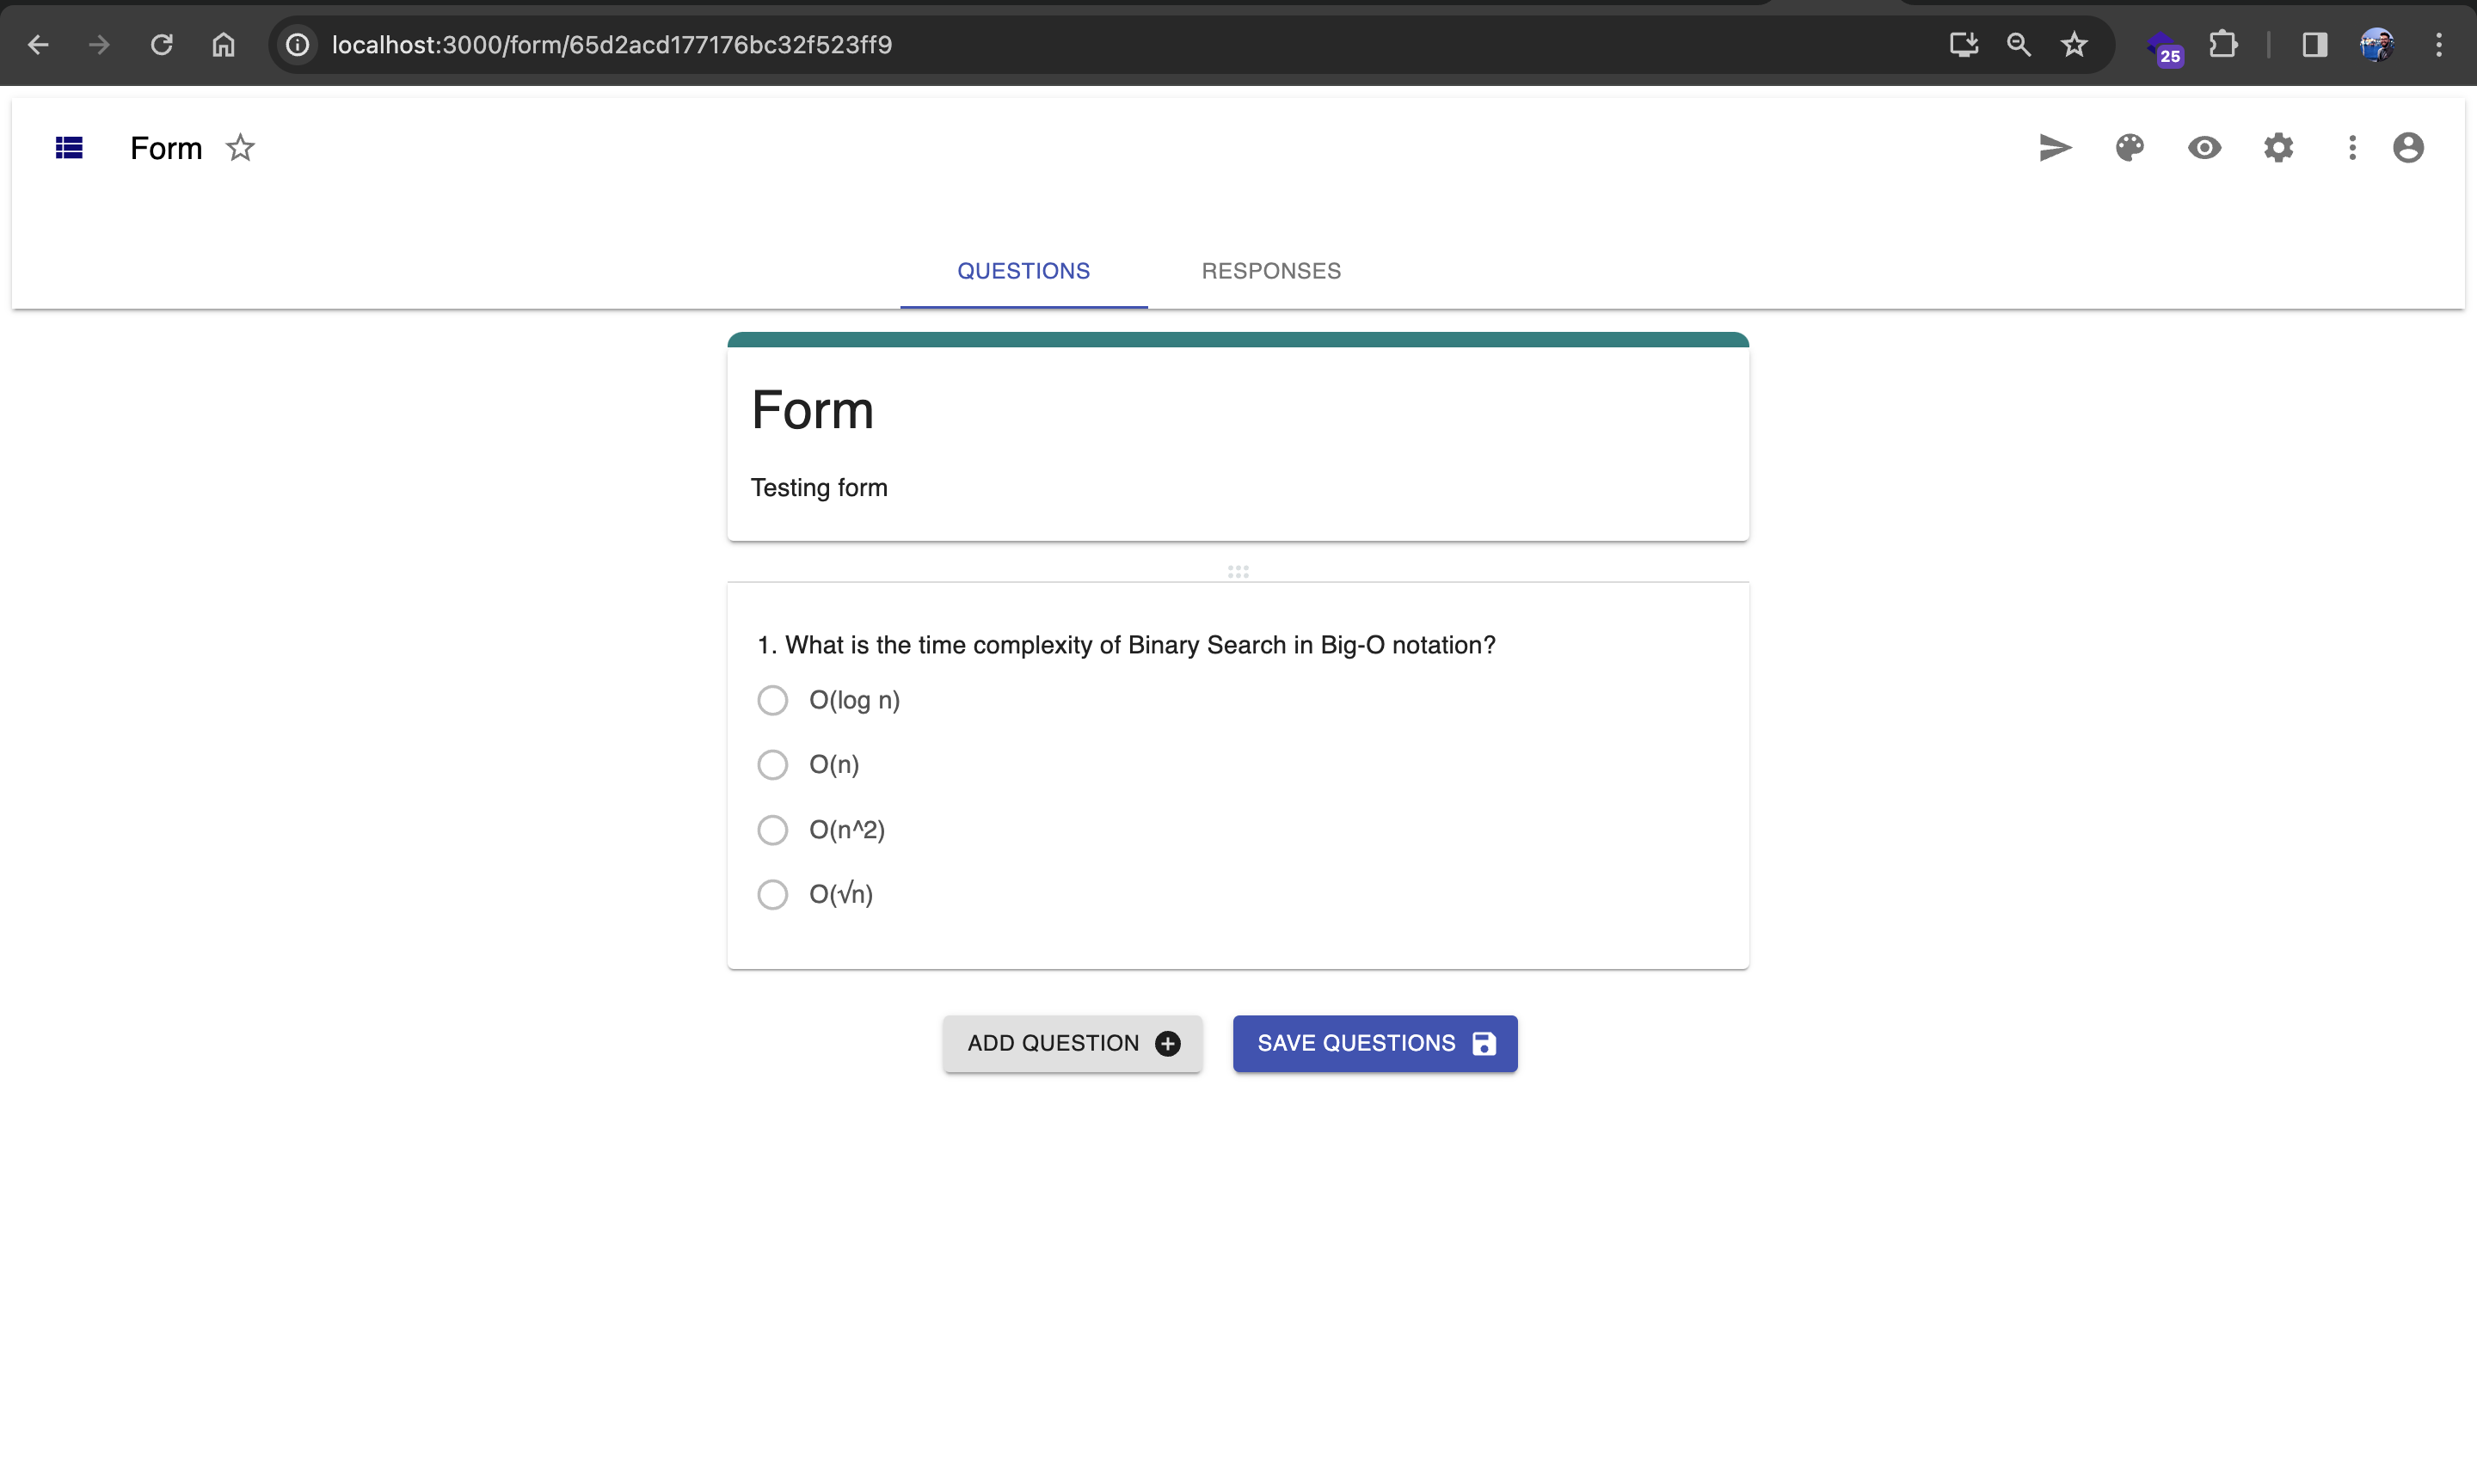 localhost:3000/form/65d2acd177176bc32f523ff9
25
Form
QUESTIONS RESPONSES
Form
Testing form
1. What is the time complexity of Binary Search in Big-O notation?
O(log n)
O(n)
O(n^2)
O(√n)
ADD QUESTION SAVE QUESTIONS